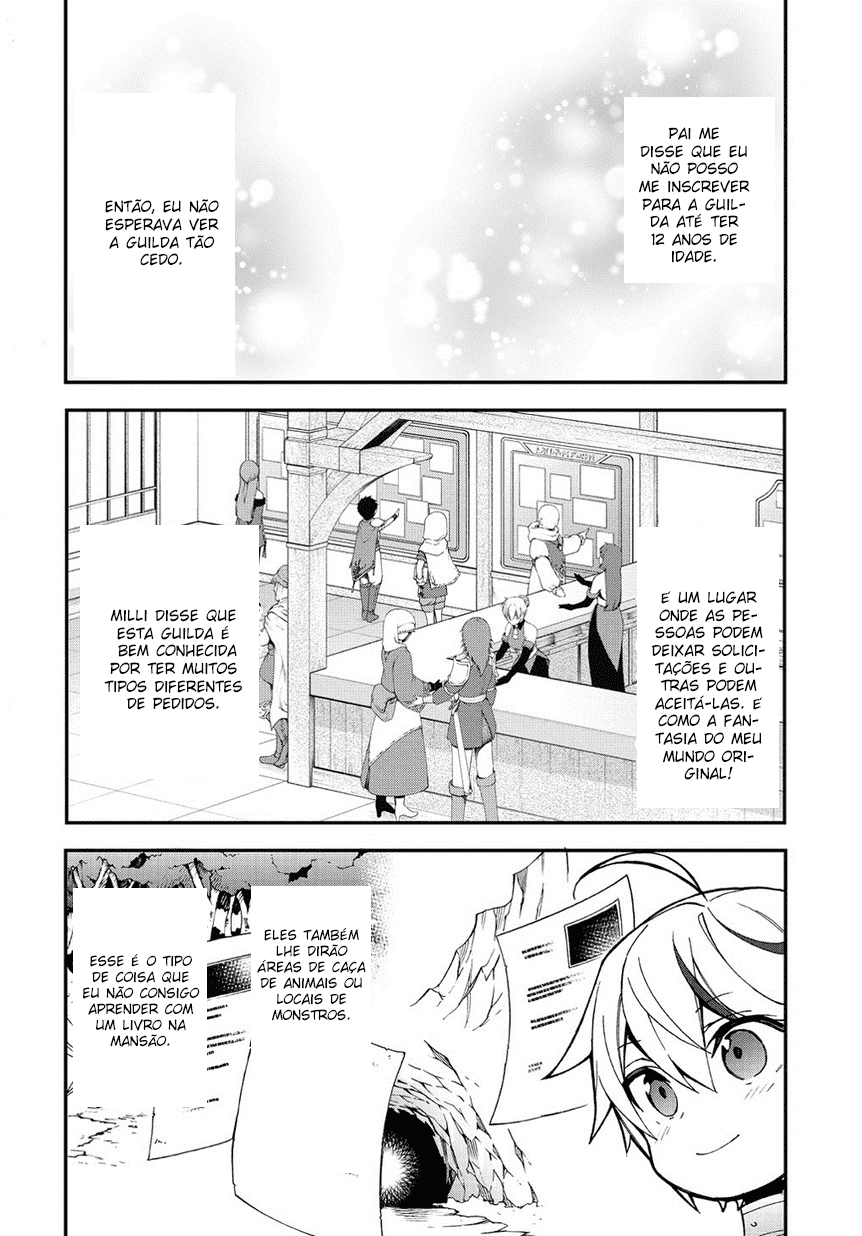 PAI ME
DISSE QUE EU
NÃO POSSO
ME INSCREVER
PARA A GUIL-
DA ATÉ TER
12 ANOS DE
IDADE.
ENTÃO, EU NÃO
ESPERAVA VER
A GUILDA TÃO
CEDO.
E UM LUGAR
ONDE AS PE-
SSOAS PODEM
DEIXAR SOLICI-
TAÇÕES E OU-
TRAS PODEM
ACEITÁ-LAS. E
COMO A FAN-
TASIA DO MEU
MUNDO ORI-
GINAL!
MILLI DISSE QUE
ESTA GUILDA É
BEM CONHECIDA
POR TER MUITOS
TIPOS DIFERENTES
DE PEDIDOS.
ELES TAMBÉM
LHE DIRÃO
ÁREAS DE CAÇA
DE ANIMAIS OU
LOCAIS DE
MONSTROS.
ESSE É O TIPO
DE COISA QUE
EU NÃO CONSIGO
APRENDER COM
UM LIVRO NA
MANSÃO.